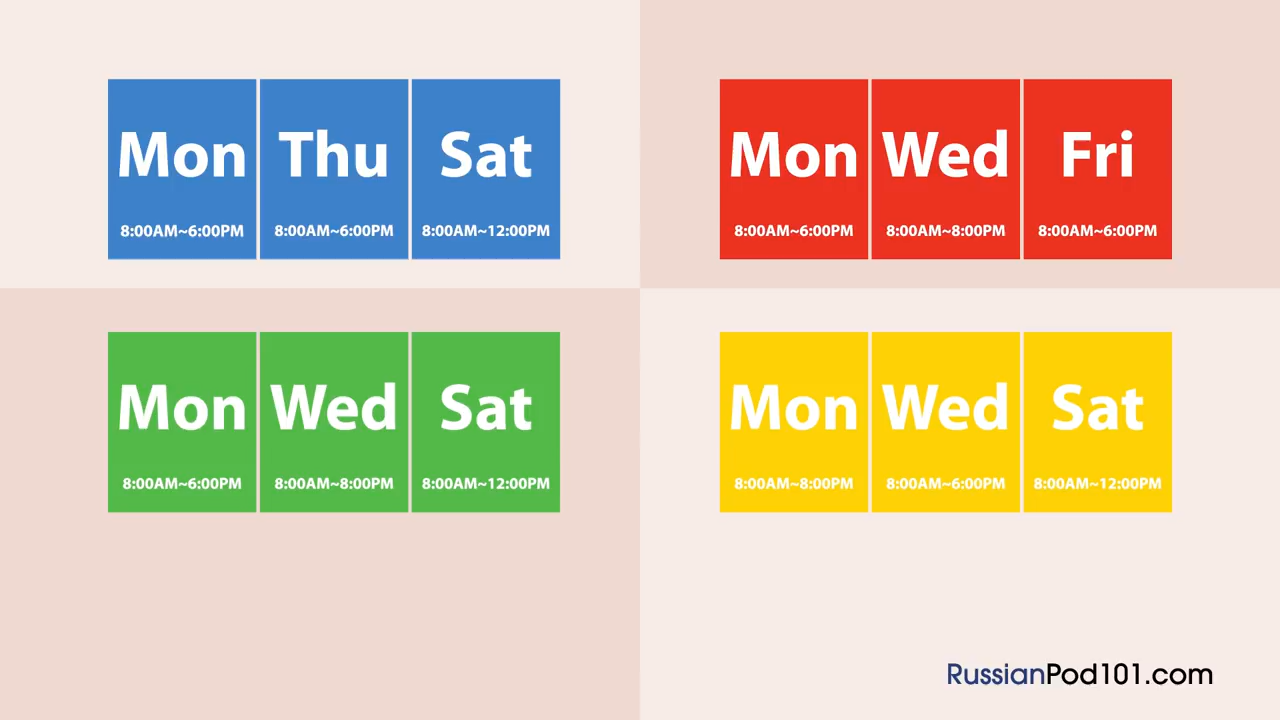 Mon Thu Sat
8:00AM~6:00PM 8:00AM~6:00PM 8:00AM~12:00PM
Mon Wed Fri
8:00AM~6:00PM 8:00AM~8:00PM 8:00AM~6:00PM
Mon Wed Sat
8:00AM~6:00PM 8:00AM~8:00PM 8:00AM~12:00PM
Mon Wed Sat
8:00AM~8:00PM 8:00AM~6:00PM 8:00AM~12:00PM
RussianPod101.com